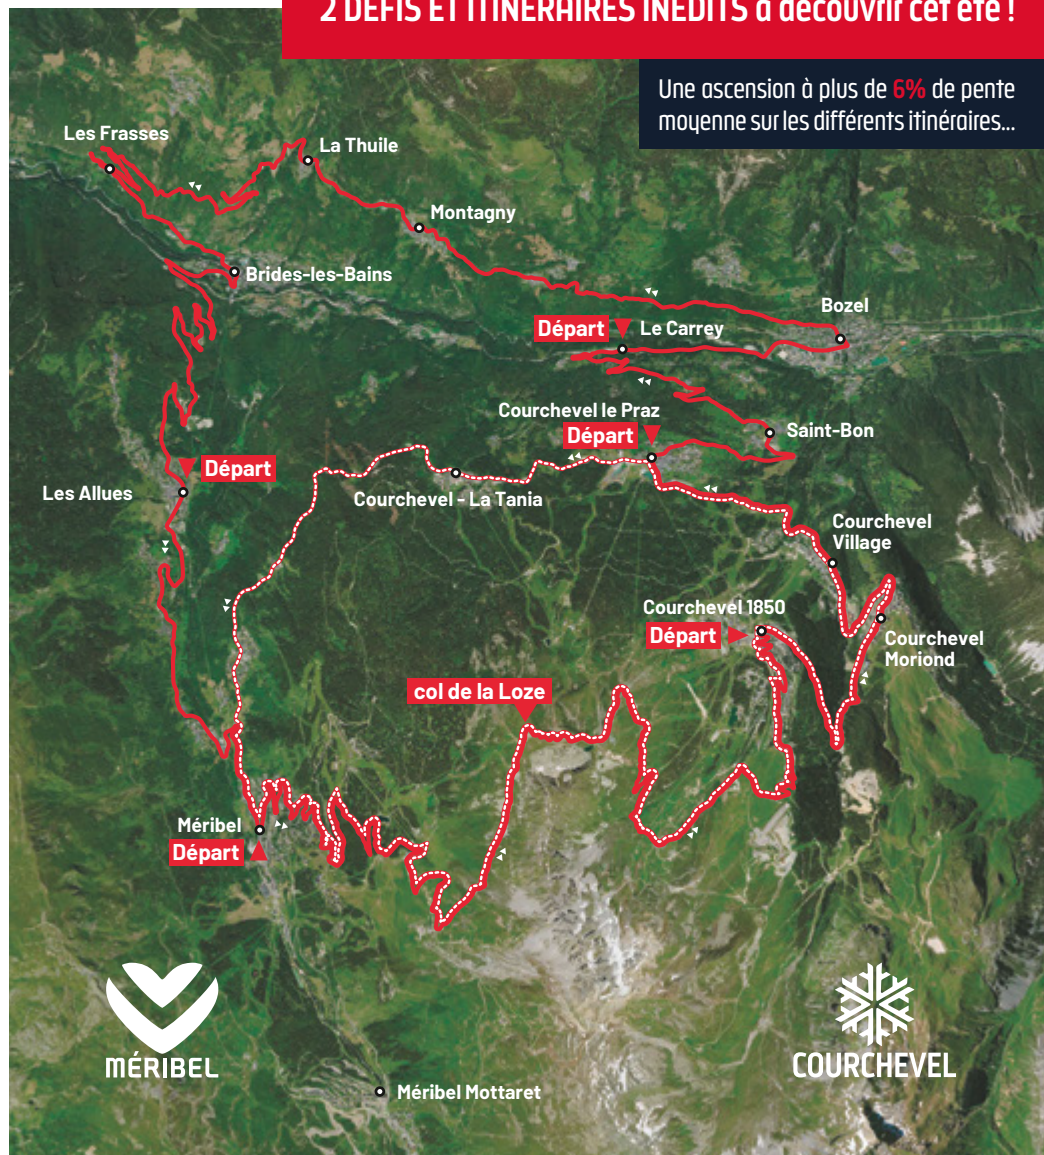 2 DÉFIS ET ITINÉRAIRES INÉDITS à découvrir cet été !
Une ascension à plus de 6% de pente
moyenne sur les différents itinéraires...
Les Frasses
La Thuile
Montagny
Brides-les-Bains
Bozel
Départ
Le Carrey
Courchevel le Praz
Départ
Saint-Bon
Départ
Les Allues
Courchevel - La Tania
Courchevel
Village
Courchevel 1850
Départ
Courchevel
Moriond
col de la Loze
Méribel
Départ
MÉRIBEL
COURCHEVEL
Méribel Mottaret